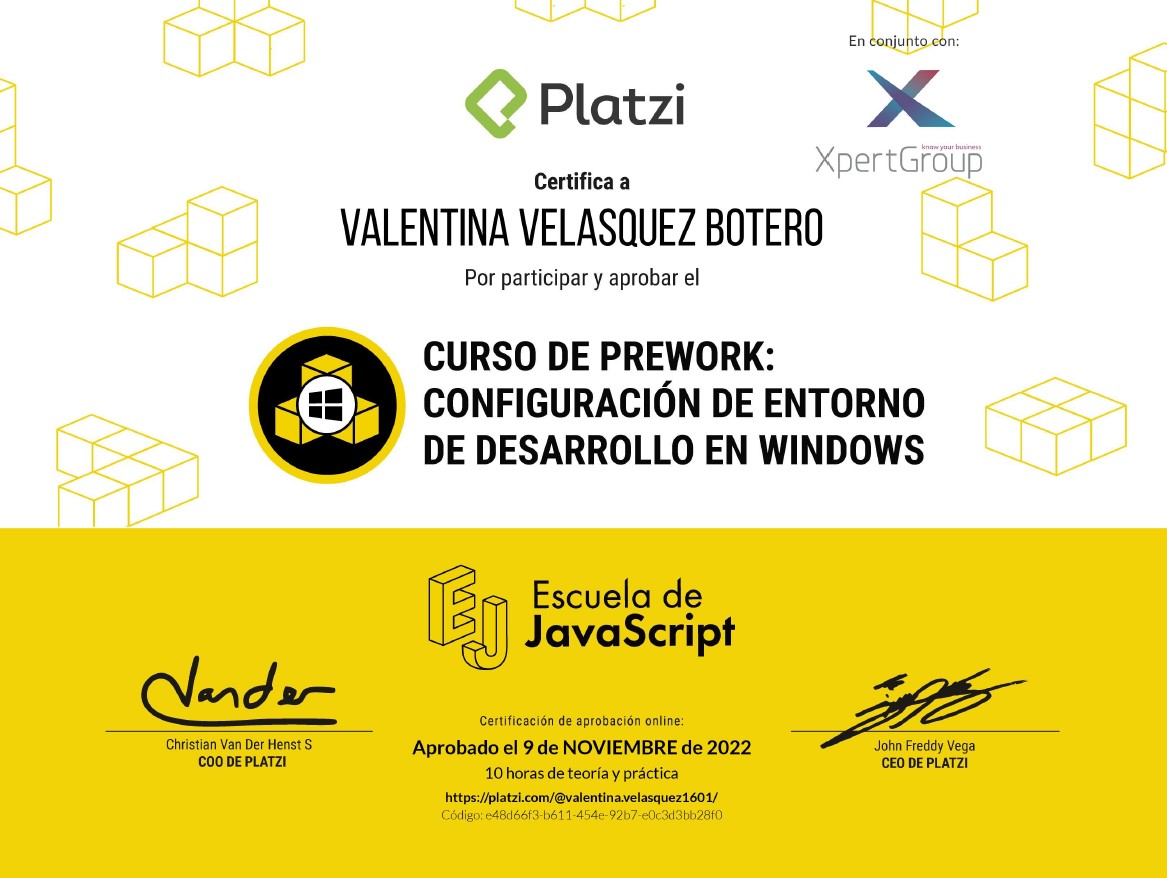 En conjunto con:
Platzi
know your business
XpertGroup
Certifica a
VALENTINA VELASQUEZ BOTERO
Por participar y aprobar el
CURSO DE PREWORK:
CONFIGURACIÓN DE ENTORNO
DE DESARROLLO EN WINDOWS
EJ
Escuela de
JavaScript
Vander
Christian Van Der Henst S
COO DE PLATZI
Certificación de aprobación online:
Aprobado el 9 de NOVIEMBRE de 2022
10 horas de teoría y práctica
https://platzi.com/@valentina.velasquez1601/
Código: e48d66f3-b611-454e-92b7-e0c3d3bb28f0
John Freddy Vega
CEO DE PLATZI